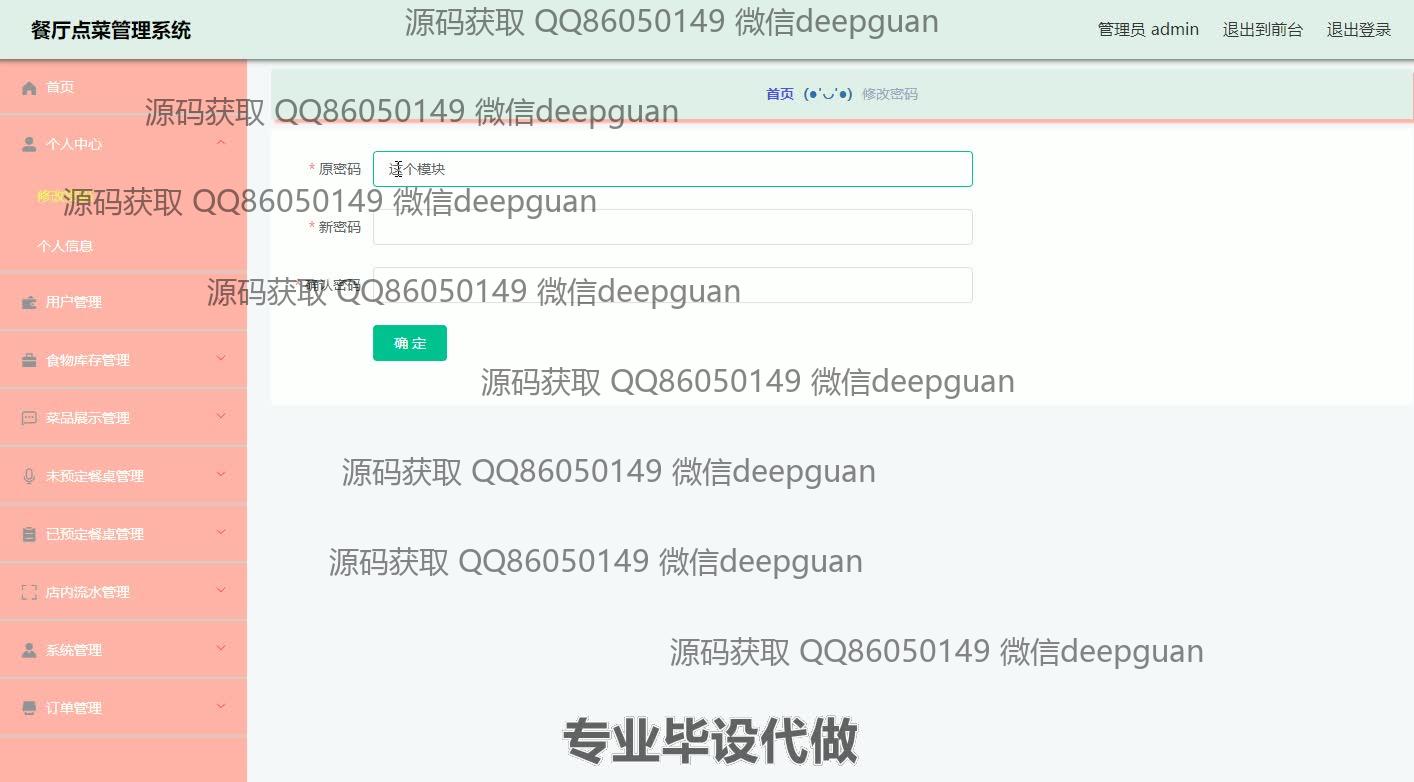 餐厅点菜管理系统
源码获取 QQ86050149 微信deepguan
管理员 admin
退出到前台
退出登录
首页
首页 (●'◡'●) 修改密码
源码获取 QQ86050149 微信deepguan
个人中心
* 原密码
这个模块
修改
源码获取 QQ86050149 微信deepguan
* 新密码
个人信息
* 确认密码
源码获取 QQ86050149 微信deepguan
用户管理
确 定
食物库存管理
源码获取 QQ86050149 微信deepguan
菜品展示管理
未预定餐桌管理
源码获取 QQ86050149 微信deepguan
已预定餐桌管理
源码获取 QQ86050149 微信deepguan
店内流水管理
系统管理
源码获取 QQ86050149 微信deepguan
订单管理
专业毕设代做